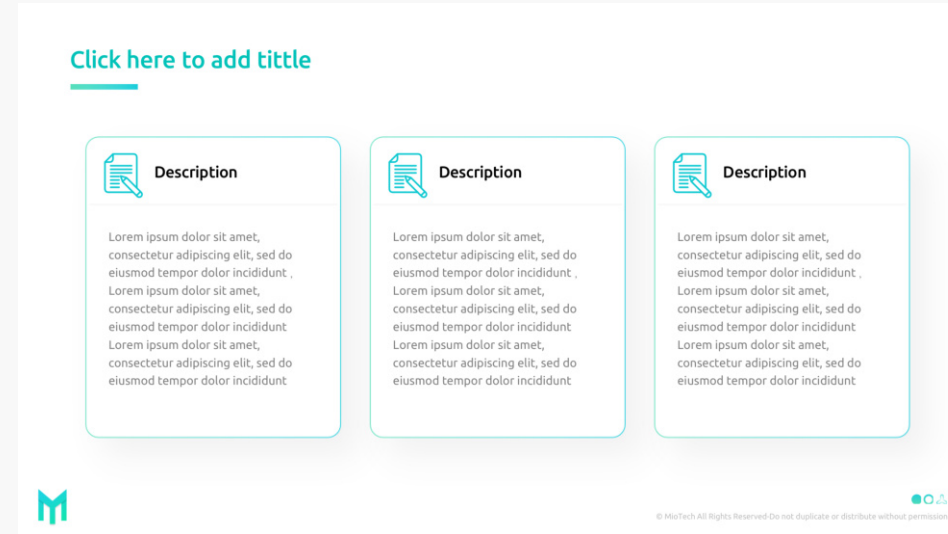 Click here to add tittle
Description
Lorem ipsum dolor sit amet,
consectetur adipiscing elit, sed do
eiusmod tempor dolor incididunt ,
Lorem ipsum dolor sit amet,
consectetur adipiscing elit, sed do
eiusmod tempor dolor incididunt
Lorem ipsum dolor sit amet,
consectetur adipiscing elit, sed do
eiusmod tempor dolor incididunt
Description
Lorem ipsum dolor sit amet,
consectetur adipiscing elit, sed do
eiusmod tempor dolor incididunt ,
Lorem ipsum dolor sit amet,
consectetur adipiscing elit, sed do
eiusmod tempor dolor incididunt
Lorem ipsum dolor sit amet,
consectetur adipiscing elit, sed do
eiusmod tempor dolor incididunt
Description
Lorem ipsum dolor sit amet,
consectetur adipiscing elit, sed do
eiusmod tempor dolor incididunt ,
Lorem ipsum dolor sit amet,
consectetur adipiscing elit, sed do
eiusmod tempor dolor incididunt
Lorem ipsum dolor sit amet,
consectetur adipiscing elit, sed do
eiusmod tempor dolor incididunt
© MioTech All Rights Reserved-Do not duplicate or distribute without permission